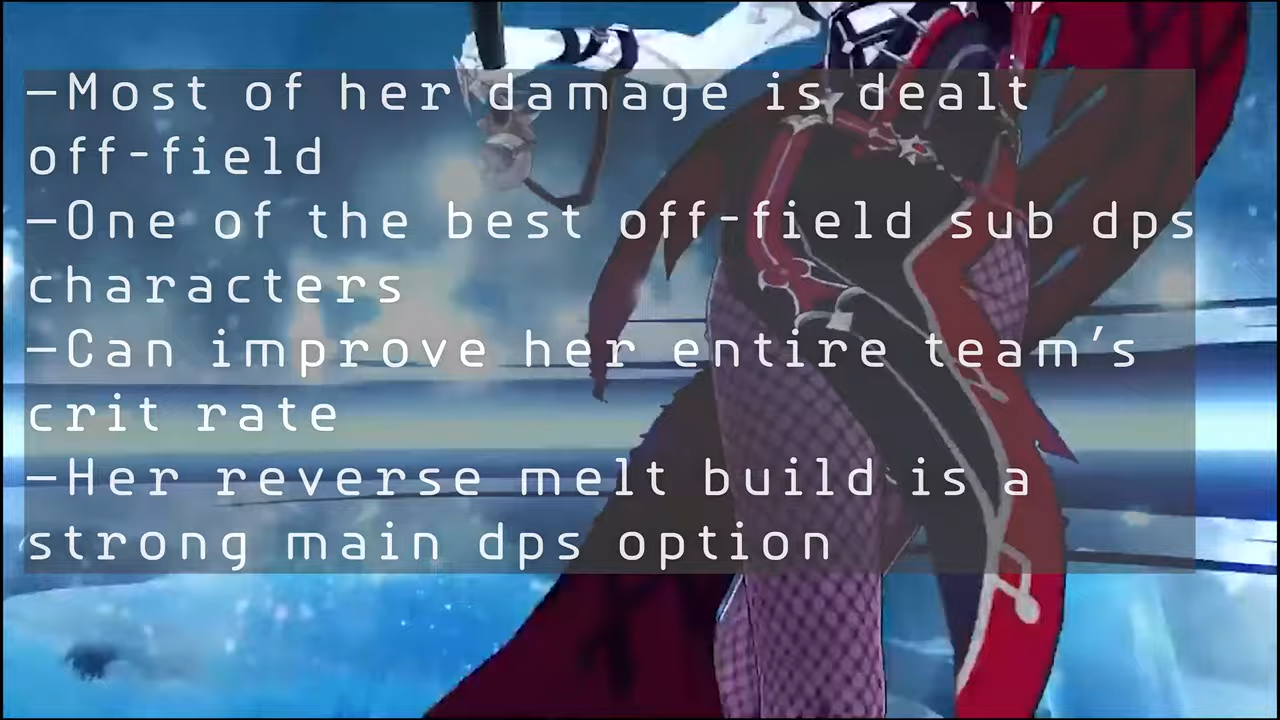 -Most of her damage is dealt
off-field
-One of the best off-field sub dps
characters
-Can improve her entire team's
crit rate
-Her reverse melt build is a
strong main dps option